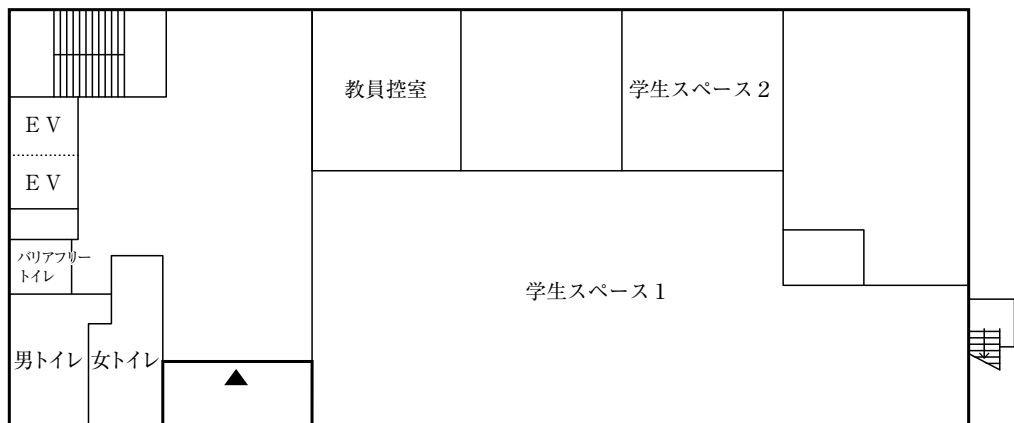 教員控室
学生スペース２
ＥＶ
ＥＶ
バリアフリー
トイレ
学生スペース１
男トイレ
女トイレ